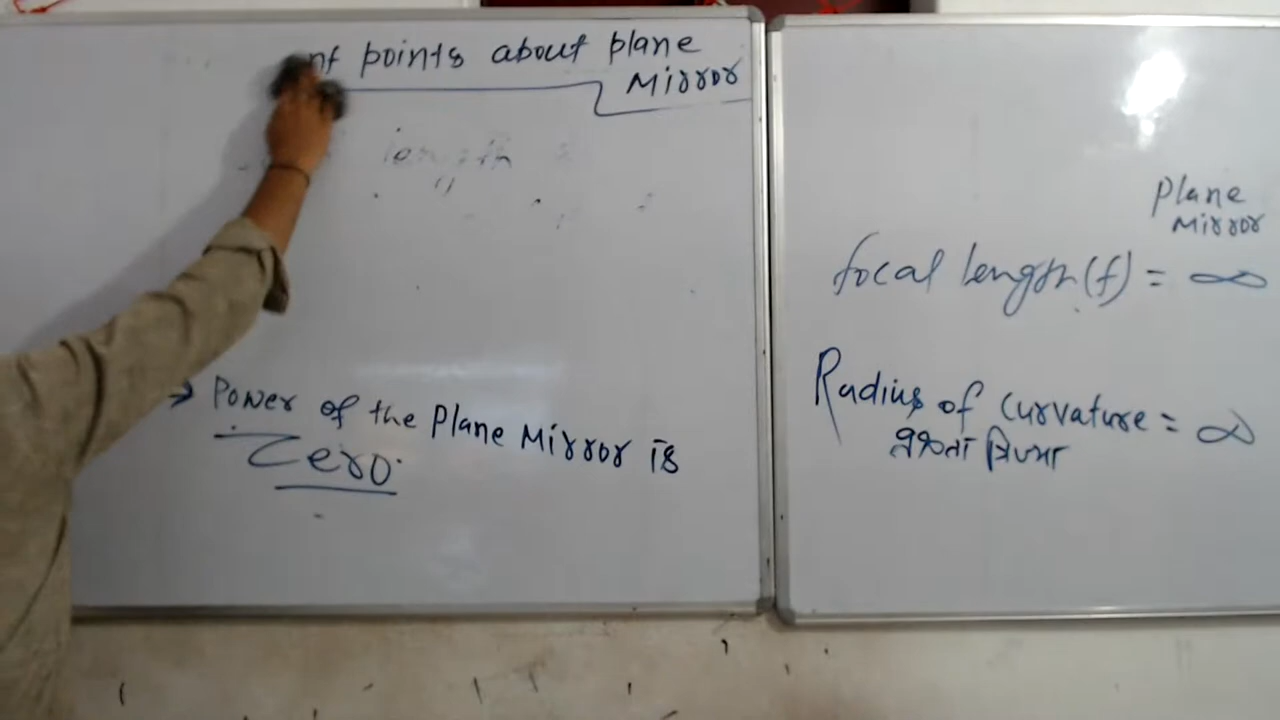 points about plane
Mirror
length
→ Power of the Plane Mirror is
Zero.
Plane
Mirror
focal length (f) = ∞
Radius of curvature = ∞
वक्रता त्रिज्या